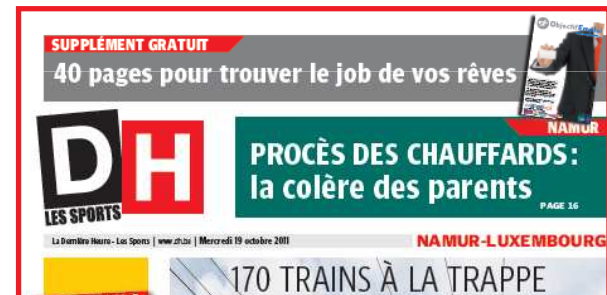 SUPPLÉMENT GRATUIT
40 pages pour trouver le job de vos rêves
Objectif
NAMUR
DH
LES SPORTS
PROCÈS DES CHAUFFARDS:
la colère des parents
PAGE 16
La Dernière Heure - Les Sports | www.dh.be | Mercredi 19 octobre 2011
NAMUR-LUXEMBOURG
170 TRAINS À LA TRAPPE